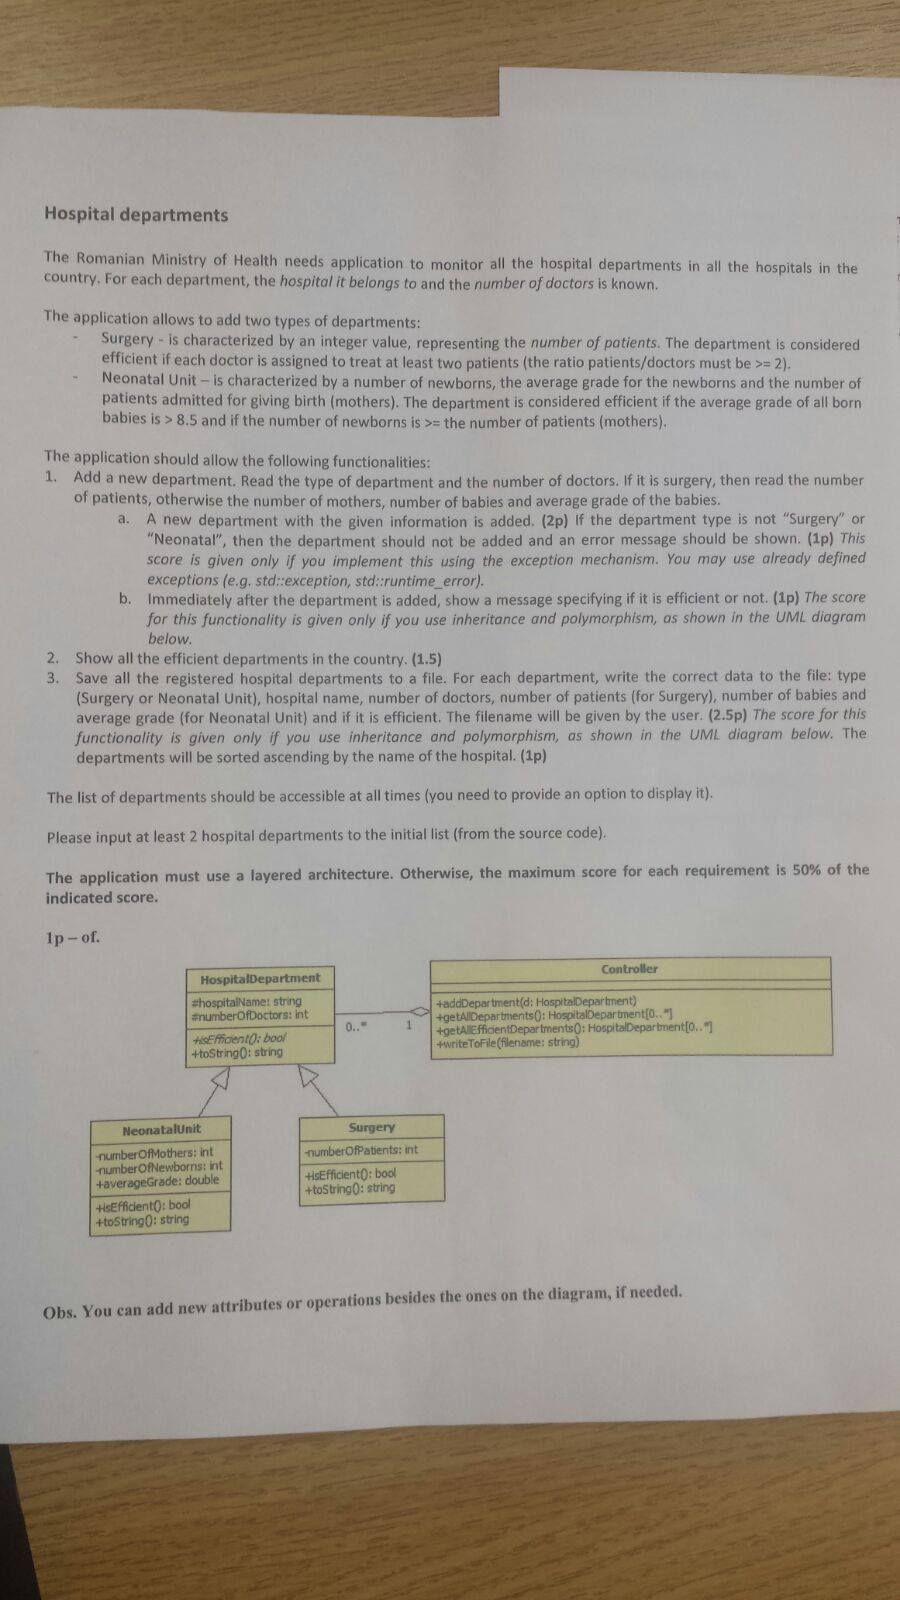 Hospital departments
The Romanian Ministry of Health needs application to monitor all the hospital departments in all the hospitals in the
country. For each department, the hospital it belongs to and the number of doctors is known.
The application allows to add two types of departments:
- Surgery - is characterized by an integer value, representing the number of patients. The department is considered
efficient if each doctor is assigned to treat at least two patients (the ratio patients/doctors must be >= 2).
- Neonatal Unit – is characterized by a number of newborns, the average grade for the newborns and the number of
patients admitted for giving birth (mothers). The department is considered efficient if the average grade of all born
babies is > 8.5 and if the number of newborns is >= the number of patients (mothers).
The application should allow the following functionalities:
1. Add a new department. Read the type of department and the number of doctors. If it is surgery, then read the number
of patients, otherwise the number of mothers, number of babies and average grade of the babies.
a. A new department with the given information is added. (2p) If the department type is not "Surgery" or
"Neonatal", then the department should not be added and an error message should be shown. (1p) This
score is given only if you implement this using the exception mechanism. You may use already defined
exceptions (e.g. std::exception, std::runtime_error).
b. Immediately after the department is added, show a message specifying if it is efficient or not. (1p) The score
for this functionality is given only if you use inheritance and polymorphism, as shown in the UML diagram
below.
2. Show all the efficient departments in the country. (1.5)
3. Save all the registered hospital departments to a file. For each department, write the correct data to the file: type
(Surgery or Neonatal Unit), hospital name, number of doctors, number of patients (for Surgery), number of babies and
average grade (for Neonatal Unit) and if it is efficient. The filename will be given by the user. (2.5p) The score for this
functionality is given only if you use inheritance and polymorphism, as shown in the UML diagram below. The
departments will be sorted ascending by the name of the hospital. (1p)
The list of departments should be accessible at all times (you need to provide an option to display it).
Please input at least 2 hospital departments to the initial list (from the source code).
The application must use a layered architecture. Otherwise, the maximum score for each requirement is 50% of the
indicated score.
1p – of.
HospitalDepartment
#hospitalName: string
#numberOfDoctors: int
+isEfficient(): bool
+toString(): string
0..*
1
Controller
+addDepartment(d: HospitalDepartment)
+getAllDepartments(): HospitalDepartment[0..*]
+getAllEfficientDepartments(): HospitalDepartment[0..*]
+writeToFile(filename: string)
NeonatalUnit
-numberOfMothers: int
-numberOfNewborns: int
+averageGrade: double
+isEfficient(): bool
+toString(): string
Surgery
-numberOfPatients: int
+isEfficient(): bool
+toString(): string
Obs. You can add new attributes or operations besides the ones on the diagram, if needed.